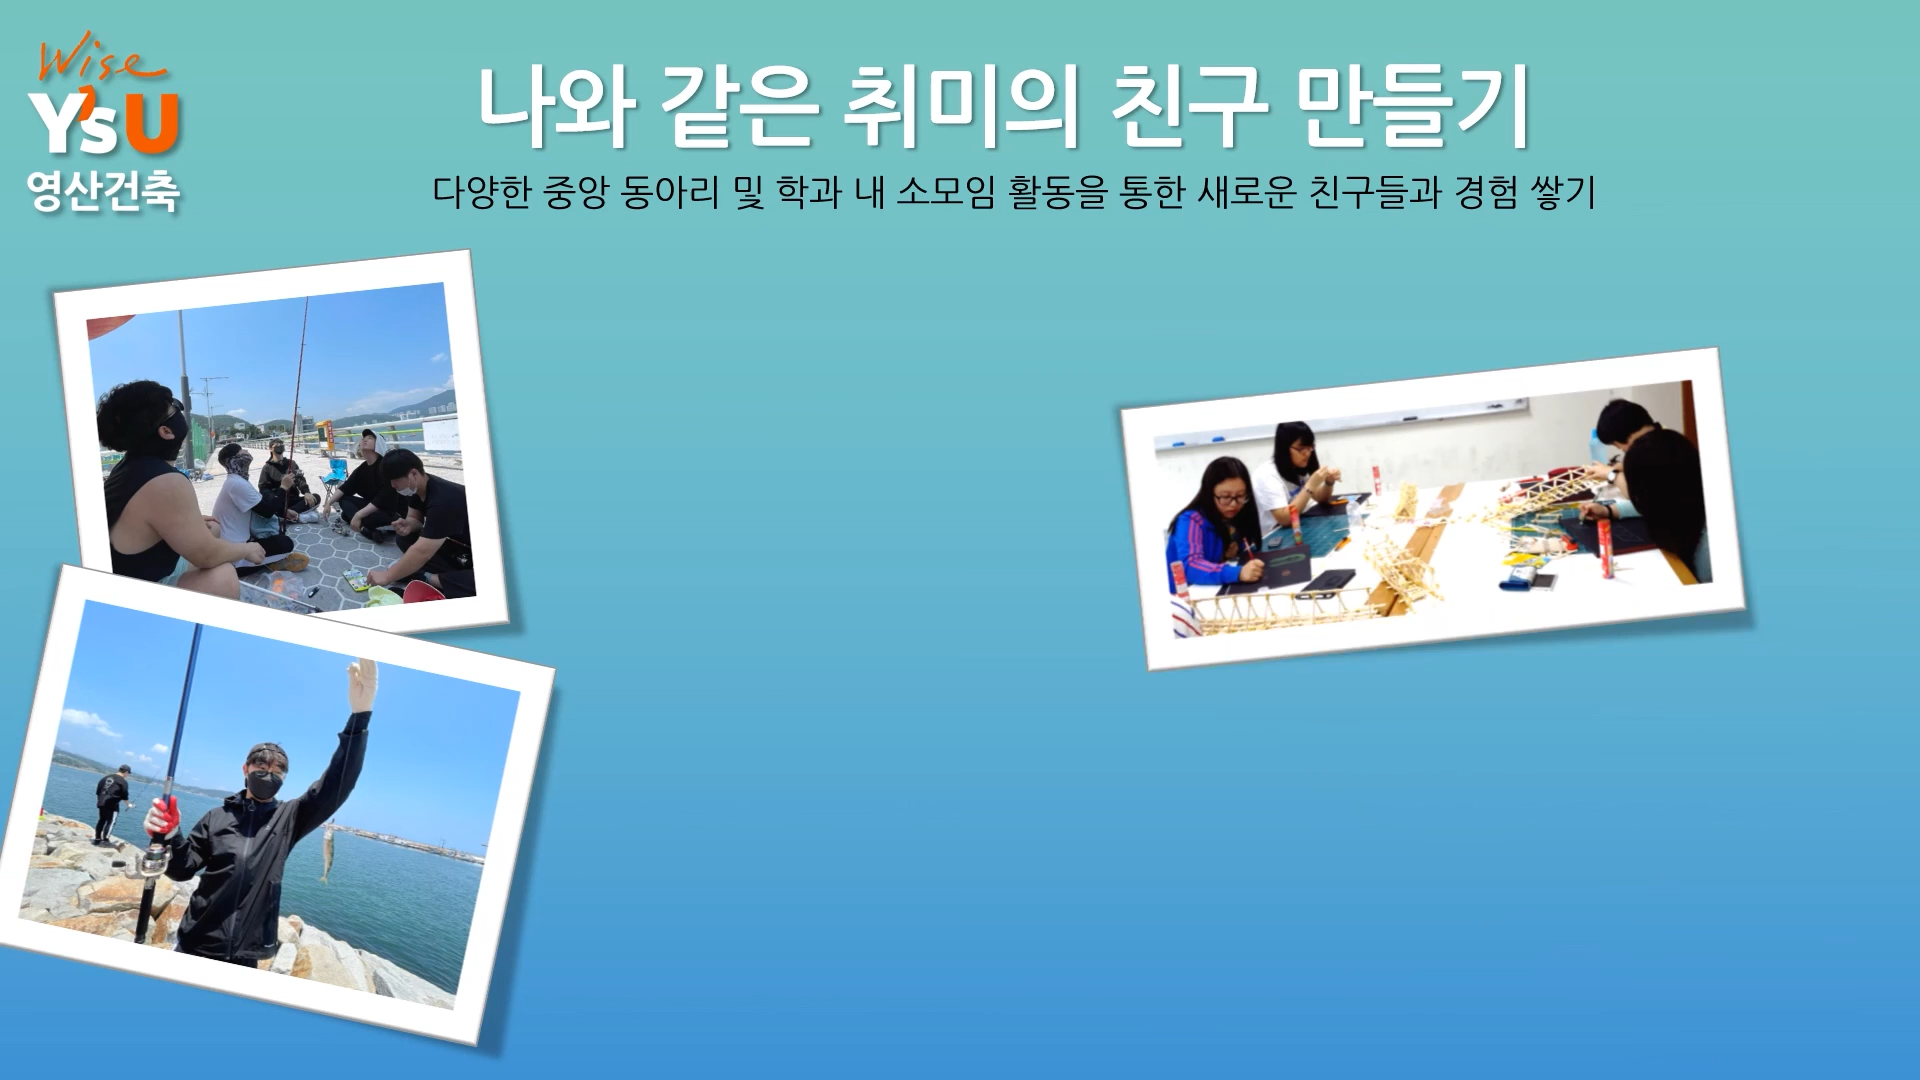 Wise
Y'sU
영산건축
나와 같은 취미의 친구 만들기
다양한 중앙 동아리 및 학과 내 소모임 활동을 통한 새로운 친구들과 경험 쌓기